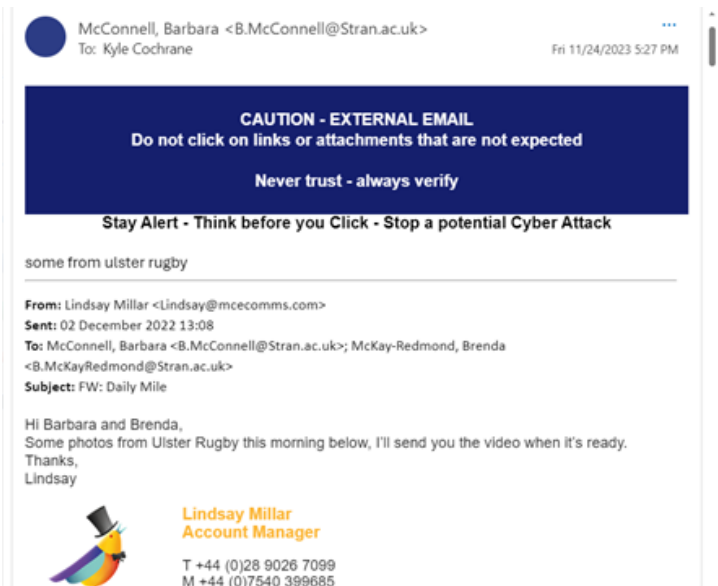 McConnell, Barbara <B.McConnell@Stran.ac.uk>
To: Kyle Cochrane
Fri 11/24/2023 5:27 PM
CAUTION - EXTERNAL EMAIL
Do not click on links or attachments that are not expected
Never trust - always verify
Stay Alert - Think before you Click - Stop a potential Cyber Attack
some from ulster rugby
From: Lindsay Millar <Lindsay@mcecomms.com>
Sent: 02 December 2022 13:08
To: McConnell, Barbara <B.McConnell@Stran.ac.uk>; McKay-Redmond, Brenda
<B.McKayRedmond@Stran.ac.uk>
Subject: FW: Daily Mile
Hi Barbara and Brenda,
Some photos from Ulster Rugby this morning below, I'll send you the video when it's ready.
Thanks,
Lindsay
Lindsay Millar
Account Manager
T +44 (0)28 9026 7099
M +44 (0)7540 399685